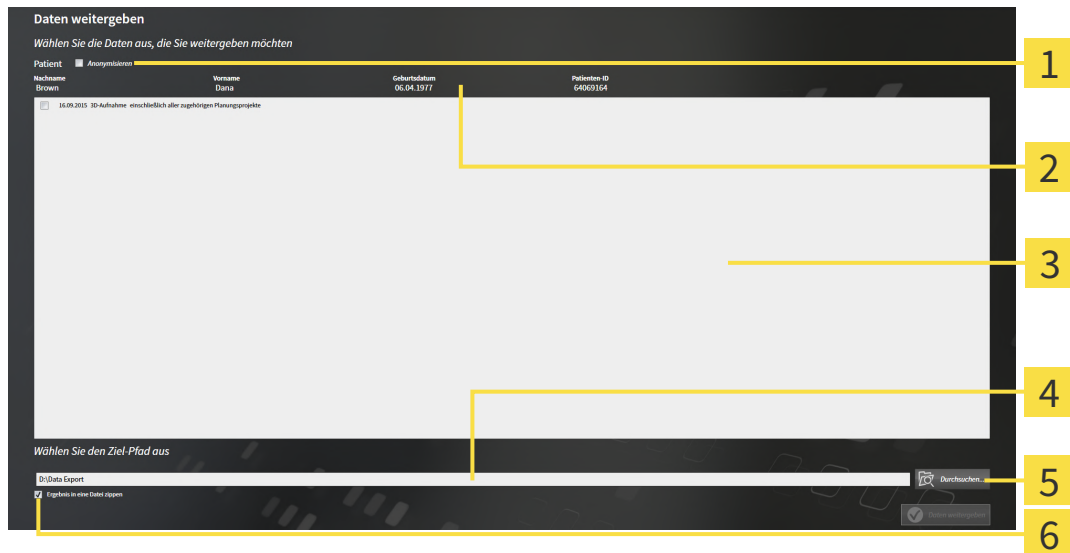 Daten weitergeben
Wählen Sie die Daten aus, die Sie weitergeben möchten
Patient Anonymisieren
1
Nachname Vorname Geburtsdatum Patienten-ID
Brown Dana 06.04.1977 64069164
16.09.2015 3D-Aufnahme einschließlich aller zugehörigen Planungsprojekte
2
3
4
Wählen Sie den Ziel-Pfad aus
D:\Data Export Durchsuchen...
5
Ergebnis in eine Datei zippen
Daten weitergeben
6